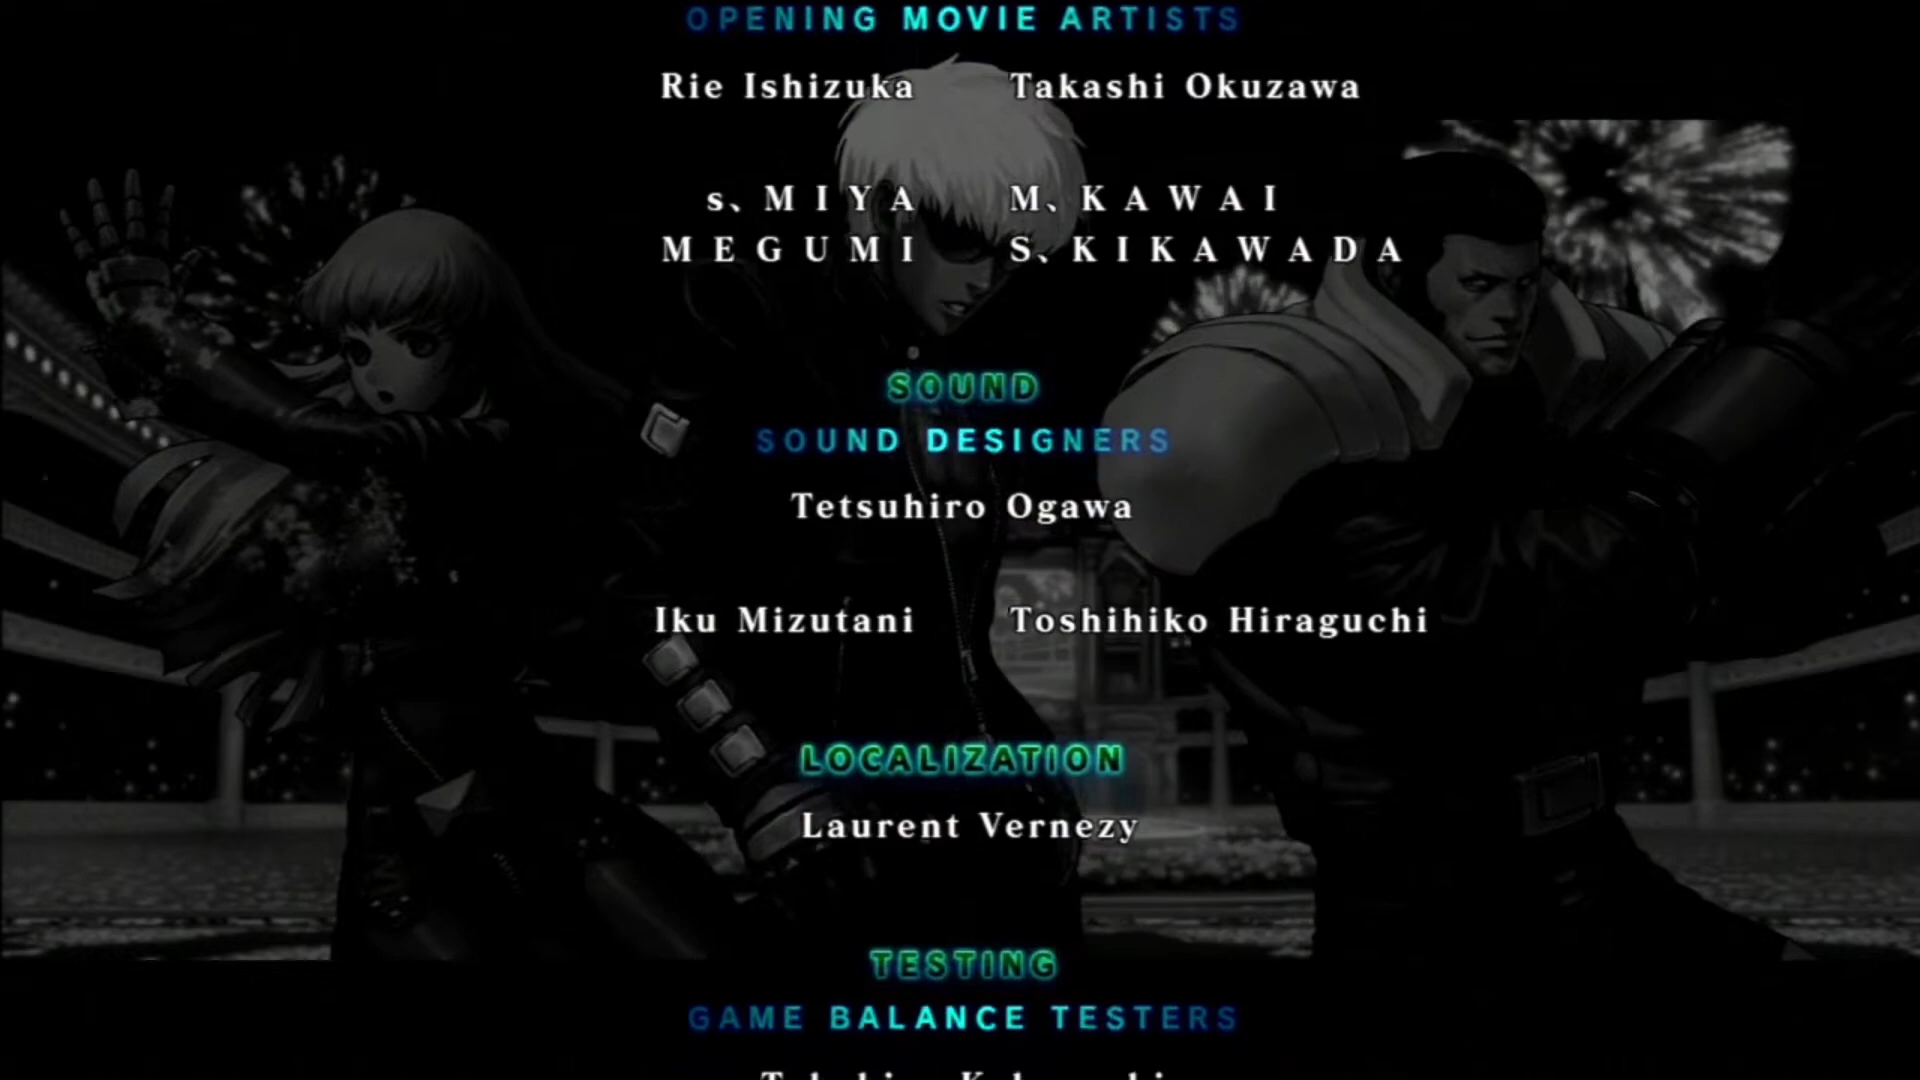 OPENING MOVIE ARTISTS
Rie Ishizuka Takashi Okuzawa
s、MIYA M、KAWAI
MEGUMI S、KIKAWADA
SOUND
SOUND DESIGNERS
Tetsuhiro Ogawa
Iku Mizutani Toshihiko Hiraguchi
LOCALIZATION
Laurent Vernezy
TESTING
GAME BALANCE TESTERS